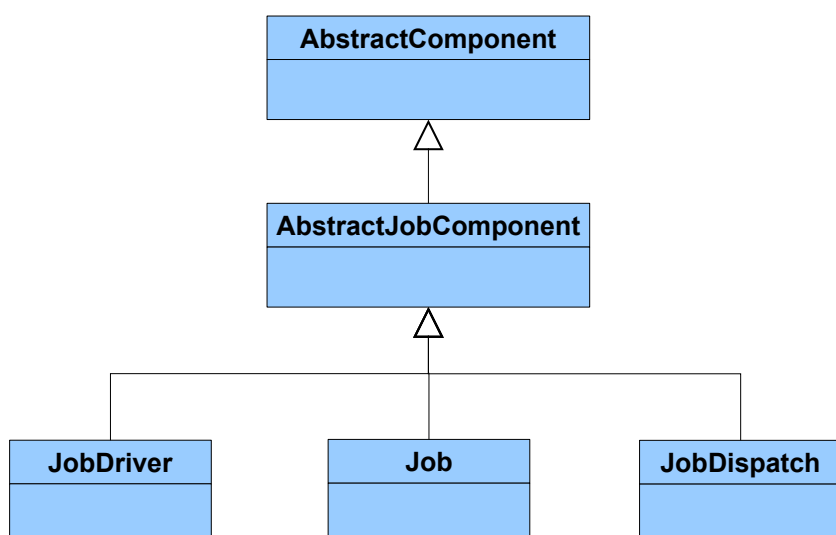 AbstractComponent
AbstractJobComponent
JobDriver
Job
JobDispatch